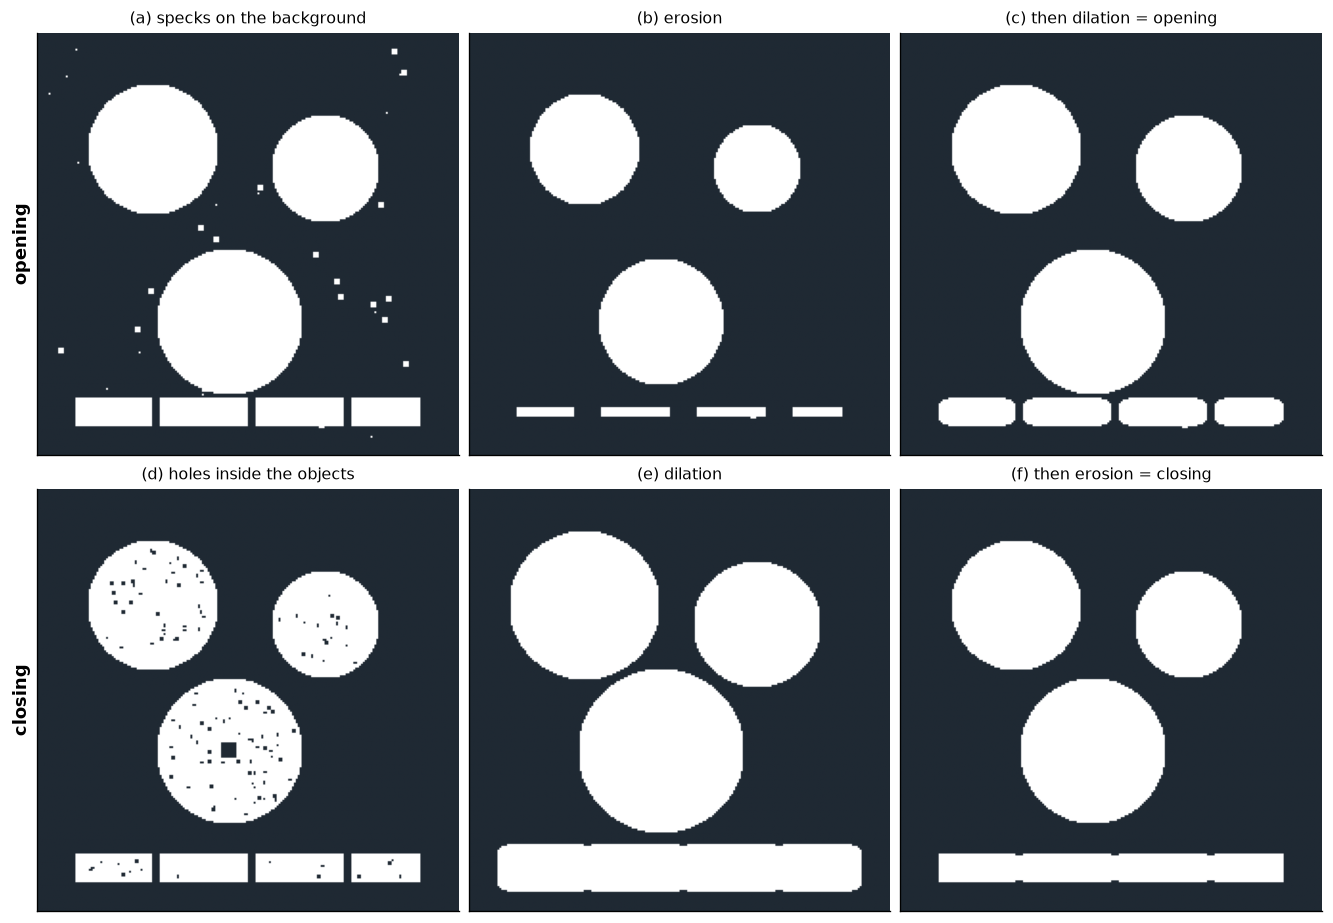 (a) specks on the background
(b) erosion
(c) then dilation = opening
opening
(d) holes inside the objects
(e) dilation
(f) then erosion = closing
closing